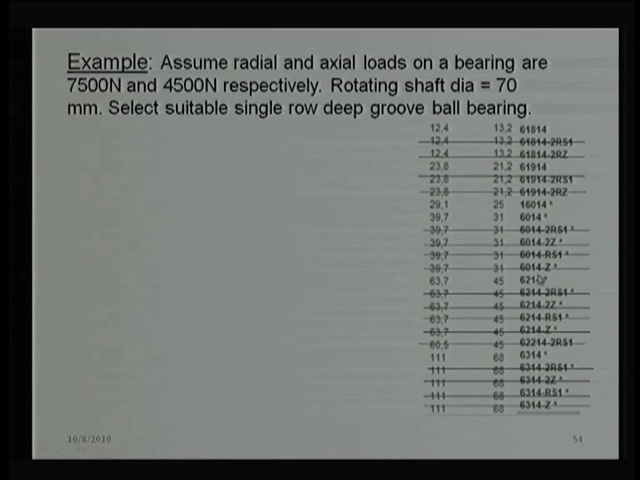 Example: Assume radial and axial loads on a bearing are
7500N and 4500N respectively. Rotating shaft dia = 70
mm. Select suitable single row deep groove ball bearing.
12,4 13,2 61814
12,4 13,2 61814-2RS1
12,4 13,2 61814-2RZ
23,8 21,2 61914
23,8 21,2 61914-2RS1
23,8 21,2 61914-2RZ
29,1 25 16014 *
39,7 31 6014 *
39,7 31 6014-2RS1 *
39,7 31 6014-2Z *
39,7 31 6014-RS1 *
39,7 31 6014-Z *
63,7 45
63,7 45 6214-2RS1 *
63,7 45 6214-2Z *
63,7 45 6214-RS1 *
63,7 45 6214-Z *
60,5 45 62214-2RS1
111 68 6314 *
111 68 6314-2RS1 *
111 68 6314-2Z *
111 68 6314-RS1 *
111 68 6314-Z *
10/8/2010 54